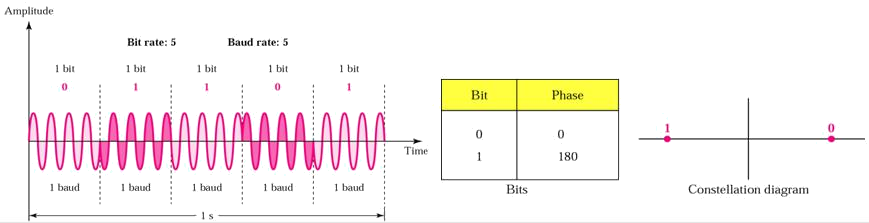 Amplitude
Bit rate: 5 Baud rate: 5
1 bit 1 bit 1 bit 1 bit 1 bit
0 1 1 0 1
Time
1 baud 1 baud 1 baud 1 baud 1 baud
1 s
Bit Phase
0 0
1 180
Bits
1 0
Constellation diagram